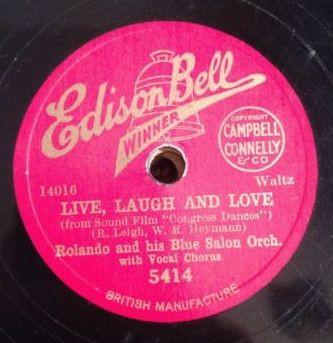 Edison Bell
WINNER
COPYRIGHT
CAMPBELL
CONNELLY
& CO
14016
Waltz
LIVE, LAUGH AND LOVE
(from Sound Film "Congress Dances")
(R. Leigh, W. R. Heymann)
Rolando and his Blue Salon Orch.
with Vocal Chorus
5414
BRITISH MANUFACTURE